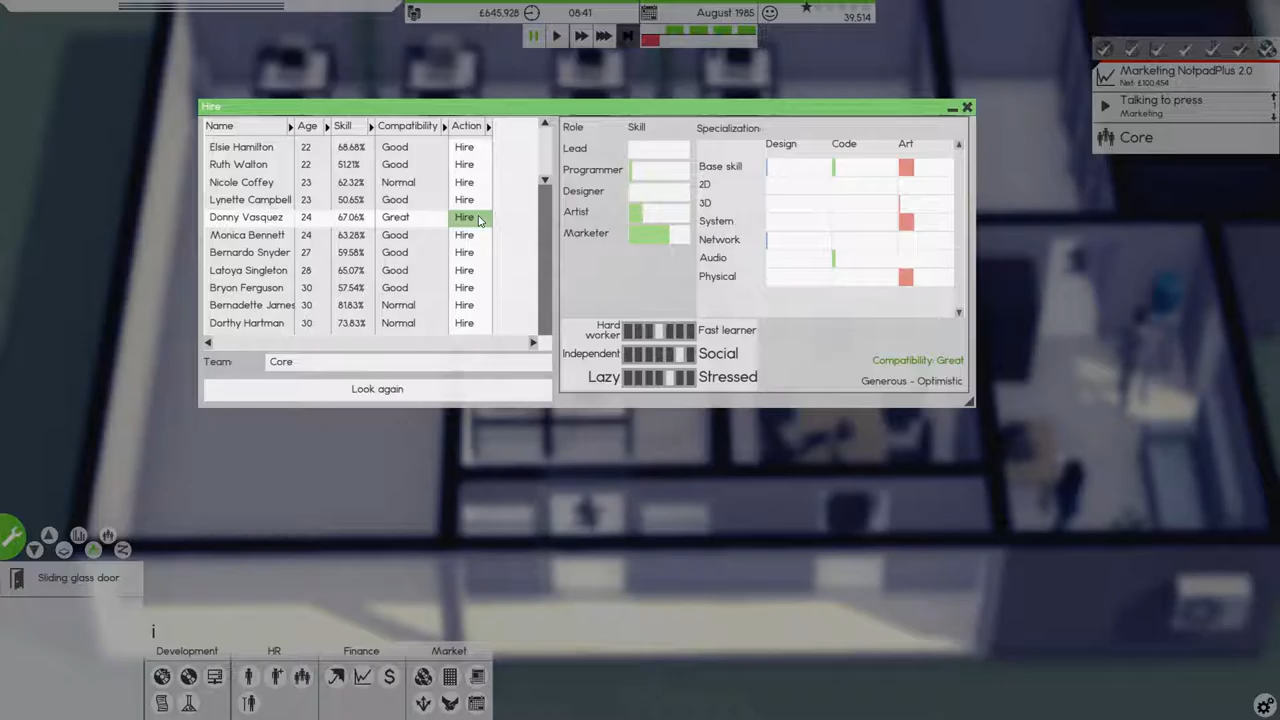 £645,928 08:41 August 1985 39,514
Marketing NotpadPlus 2.0
Net: £100,454
Talking to press
Marketing
Core
Hire
Name Age Skill Compatibility Action
Elsie Hamilton 22 68.68% Good Hire
Ruth Walton 22 51.21% Good Hire
Nicole Coffey 23 62.32% Normal Hire
Lynette Campbell 23 50.65% Good Hire
Donny Vasquez 24 67.06% Great Hire
Monica Bennett 24 63.28% Good Hire
Bernardo Snyder 27 59.58% Good Hire
Latoya Singleton 28 65.07% Good Hire
Bryon Ferguson 30 57.54% Good Hire
Bernadette James 30 81.83% Normal Hire
Dorthy Hartman 30 73.83% Normal Hire
Team: Core
Look again
Role Skill
Lead
Programmer
Designer
Artist
Marketer
Specialization:
Design Code Art
Base skill
2D
3D
System
Network
Audio
Physical
Hard worker Fast learner
Independent Social
Lazy Stressed
Compatibility: Great
Generous - Optimistic
Sliding glass door
i
Development HR Finance Market